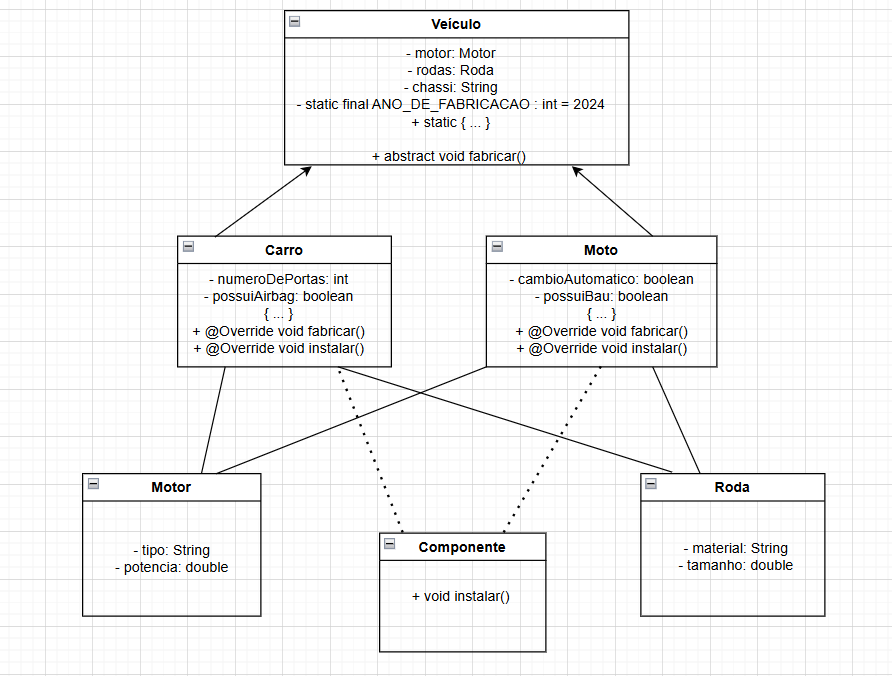 Veículo
- motor: Motor
- rodas: Roda
- chassi: String
- static final ANO_DE_FABRICACAO : int = 2024
+ static { ... }
+ abstract void fabricar()
Carro
- numeroDePortas: int
- possuiAirbag: boolean
{ ... }
+ @Override void fabricar()
+ @Override void instalar()
Moto
- cambioAutomatico: boolean
- possuiBau: boolean
{ ... }
+ @Override void fabricar()
+ @Override void instalar()
Motor
- tipo: String
- potencia: double
Componente
+ void instalar()
Roda
- material: String
- tamanho: double